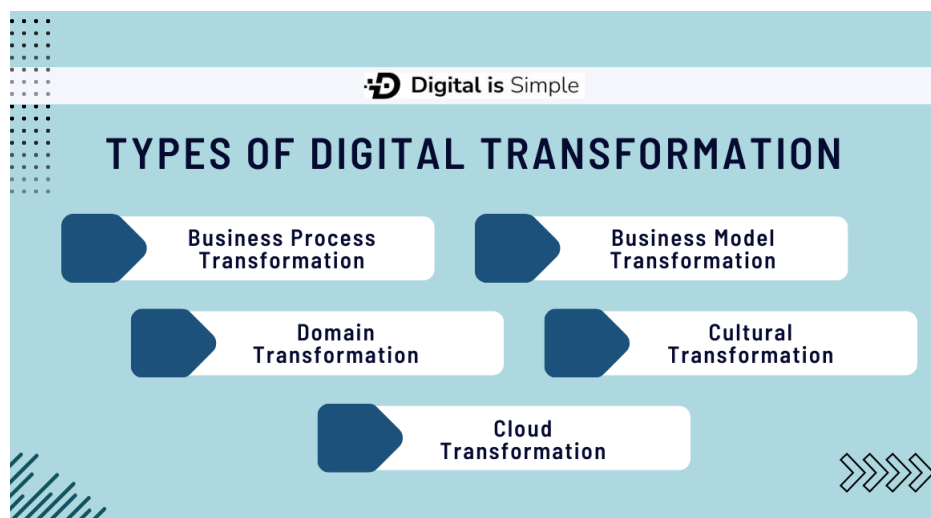 Digital is Simple
TYPES OF DIGITAL TRANSFORMATION
Business Process
Transformation
Business Model
Transformation
Domain
Transformation
Cultural
Transformation
Cloud
Transformation